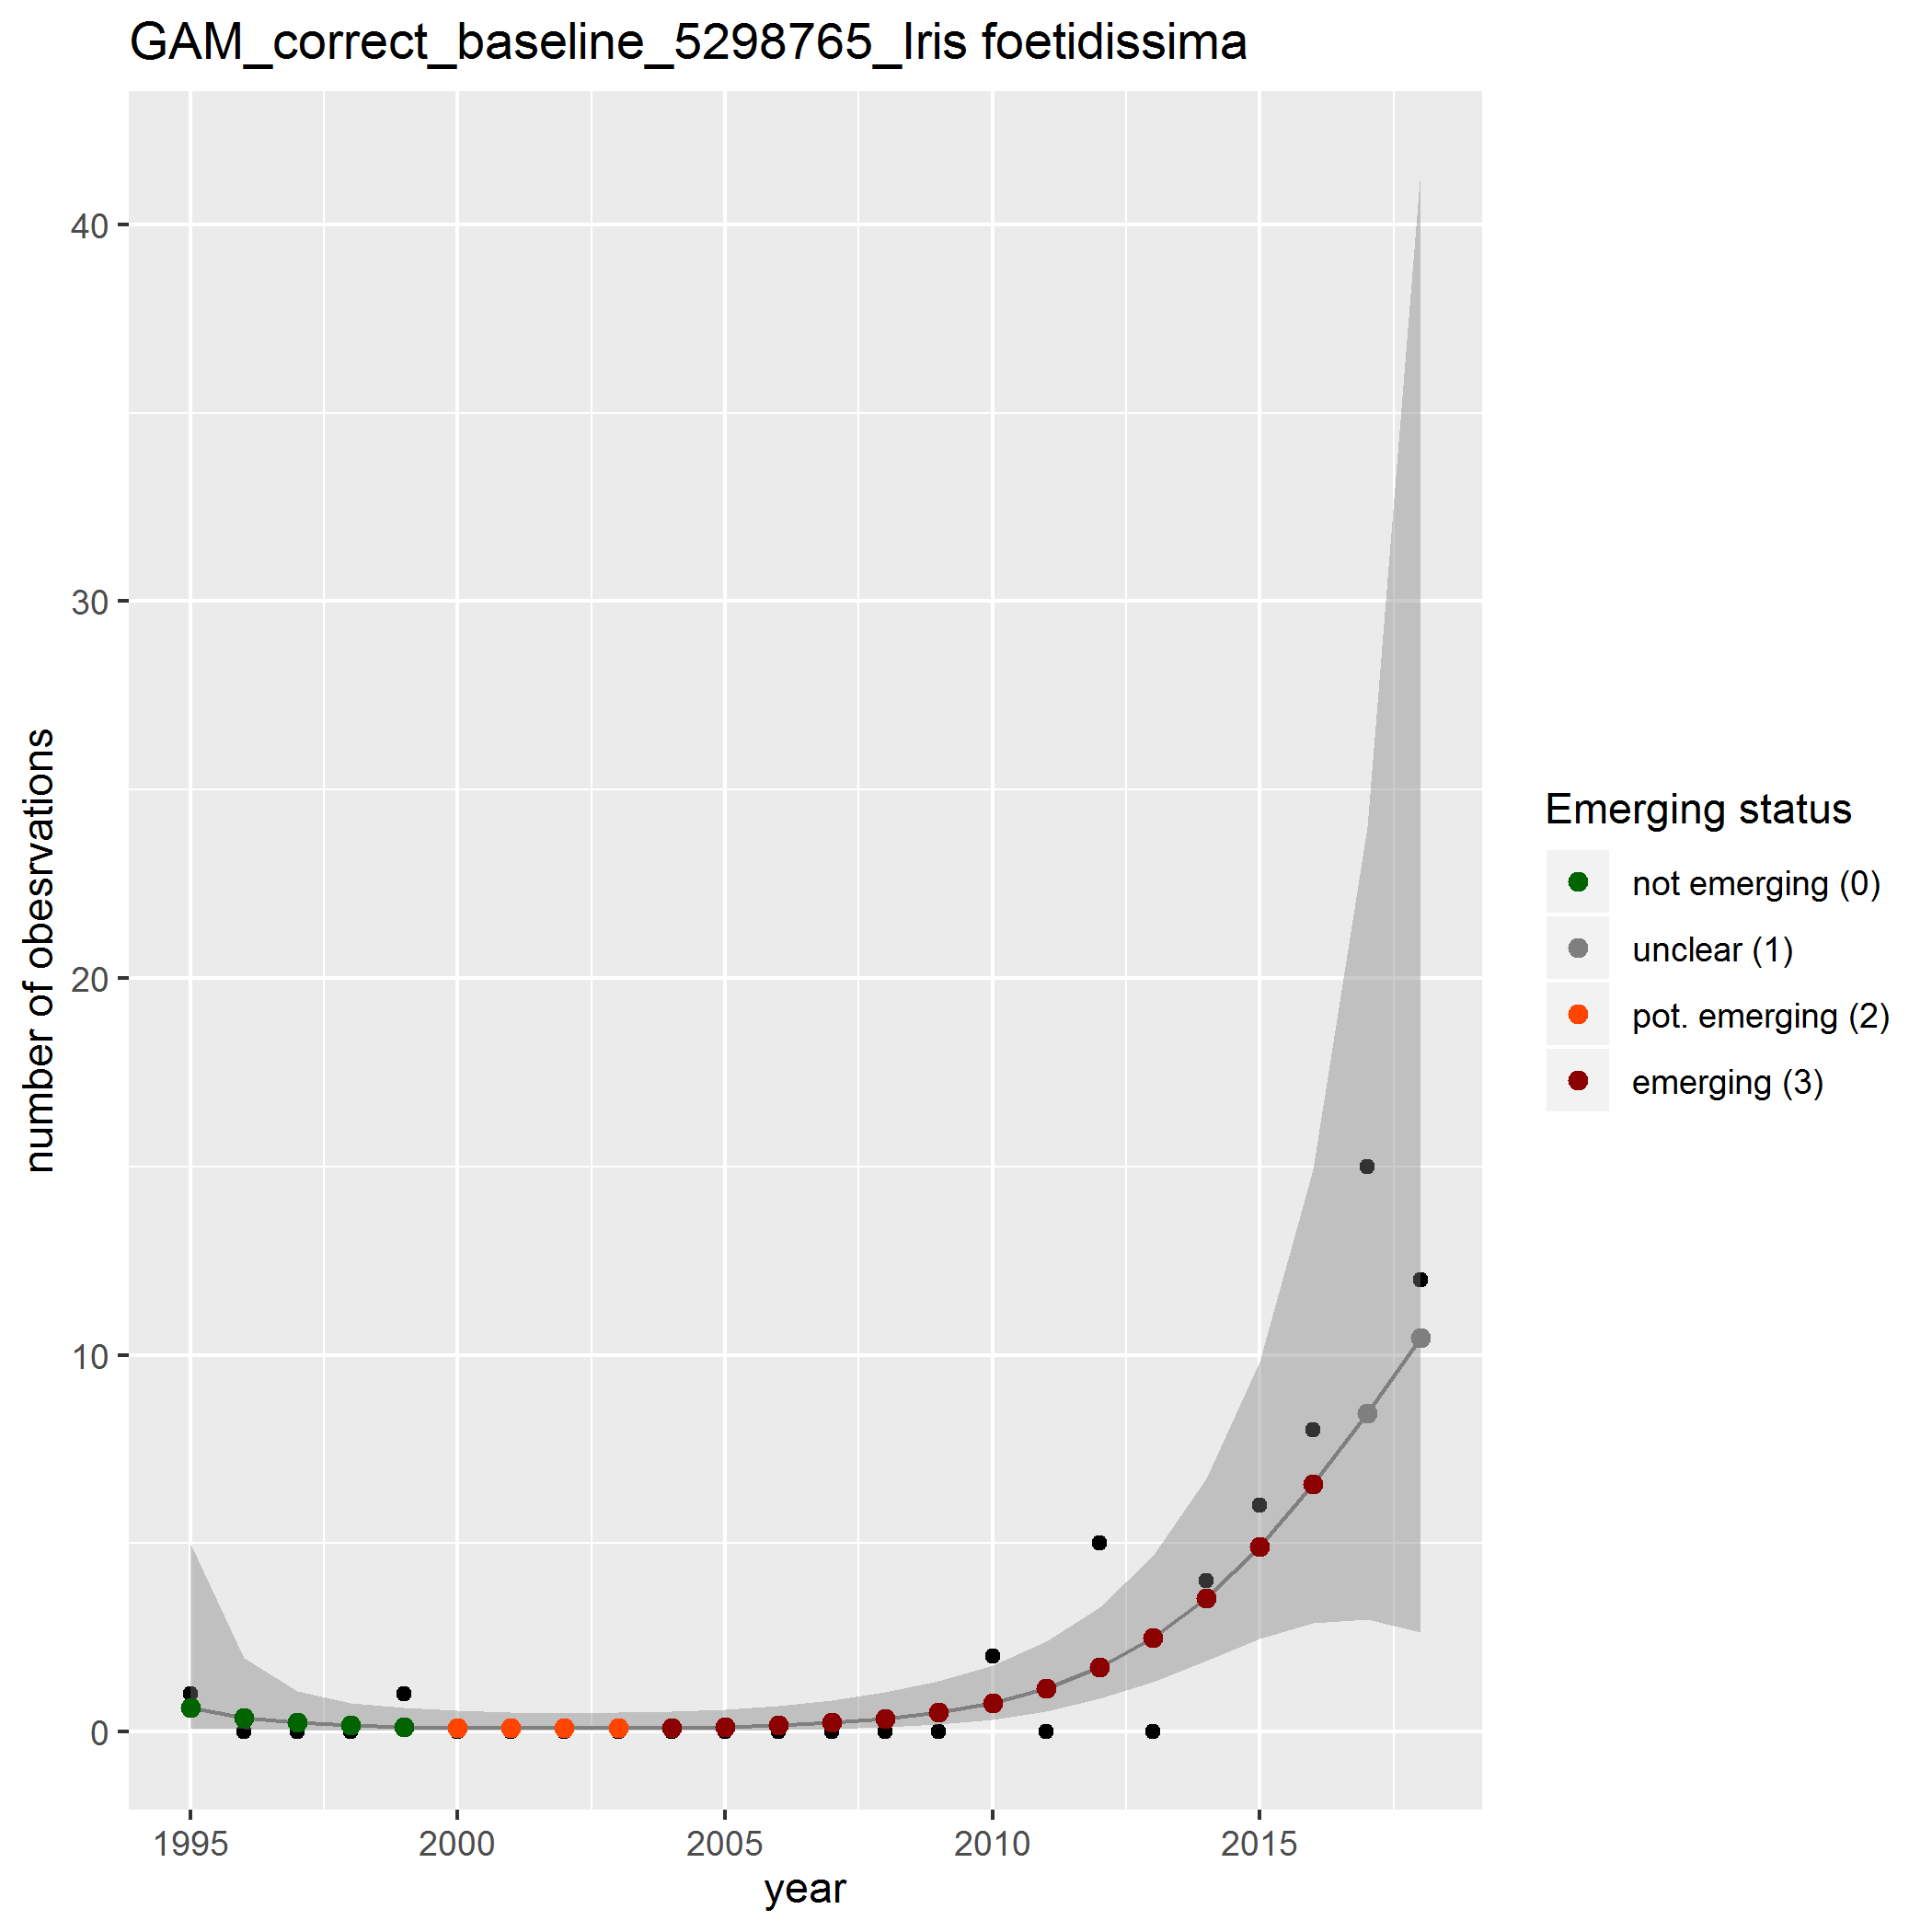 GAM_correct_baseline_5298765_Iris foetidissima
number of obesrvations
40
30
20
10
0
1995 2000 2005 2010 2015
year
Emerging status
not emerging (0)
unclear (1)
pot. emerging (2)
emerging (3)